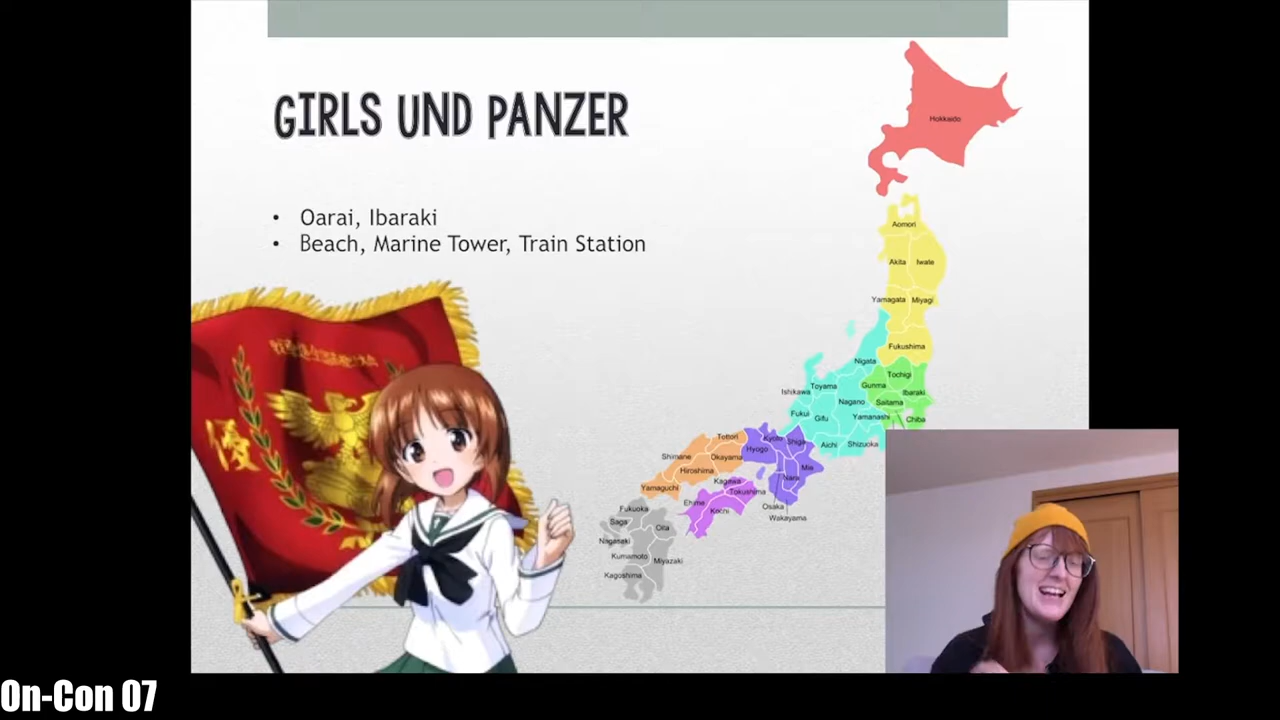 GIRLS UND PANZER
• Oarai, Ibaraki
• Beach, Marine Tower, Train Station
優
Hokkaido
Aomori
Akita Iwate
Yamagata Miyagi
Fukushima
Nigata
Tochigi
Gunma
Ibaraki
Saitama
Chiba
Ishikawa
Toyama
Nagano
Fukui
Gifu
Yamanashi
Aichi
Shizuoka
Tottori
Kyoto
Shiga
Hyogo
Shimane
Okayama
Hiroshima
Mie
Nara
Yamaguchi
Kagawa
Tokushima
Ehime
Kochi
Osaka
Wakayama
Fukuoka
Saga
Oita
Nagasaki
Kumamoto
Miyazaki
Kagoshima
On-Con 07